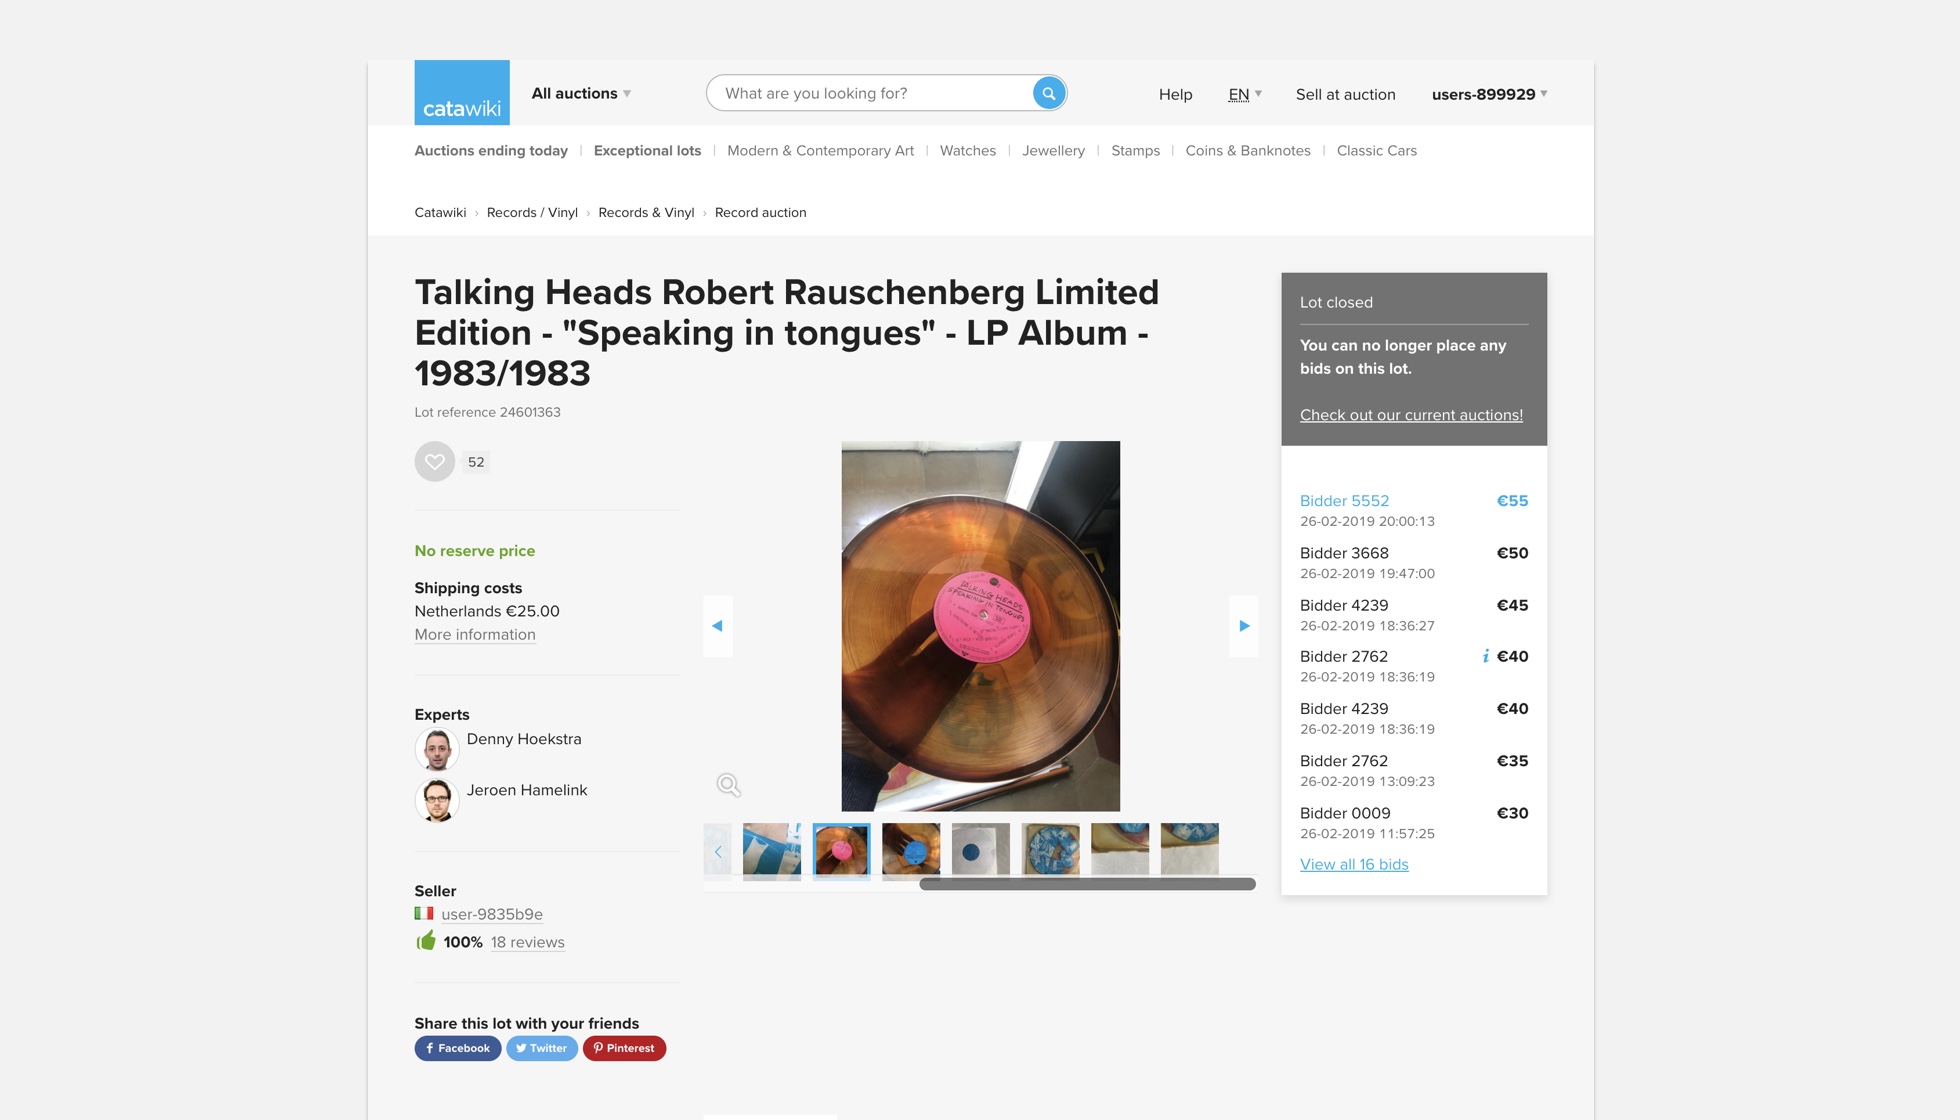 catawiki
All auctions
What are you looking for?
Help
EN
Sell at auction
users-899929
Auctions ending today
Exceptional lots
Modern & Contemporary Art
Watches
Jewellery
Stamps
Coins & Banknotes
Classic Cars
Catawiki › Records / Vinyl › Records & Vinyl › Record auction
Talking Heads Robert Rauschenberg Limited
Edition - "Speaking in tongues" - LP Album -
1983/1983
Lot reference 24601363
52
No reserve price
Shipping costs
Netherlands €25.00
More information
Experts
Denny Hoekstra
Jeroen Hamelink
Seller
user-9835b9e
100% 18 reviews
Share this lot with your friends
Facebook
Twitter
Pinterest
TALKING HEADS
SPEAKING IN TONGUES
Lot closed
You can no longer place any
bids on this lot.
Check out our current auctions!
Bidder 5552 €55
26-02-2019 20:00:13
Bidder 3668 €50
26-02-2019 19:47:00
Bidder 4239 €45
26-02-2019 18:36:27
Bidder 2762 i €40
26-02-2019 18:36:19
Bidder 4239 €40
26-02-2019 18:36:19
Bidder 2762 €35
26-02-2019 13:09:23
Bidder 0009 €30
26-02-2019 11:57:25
View all 16 bids